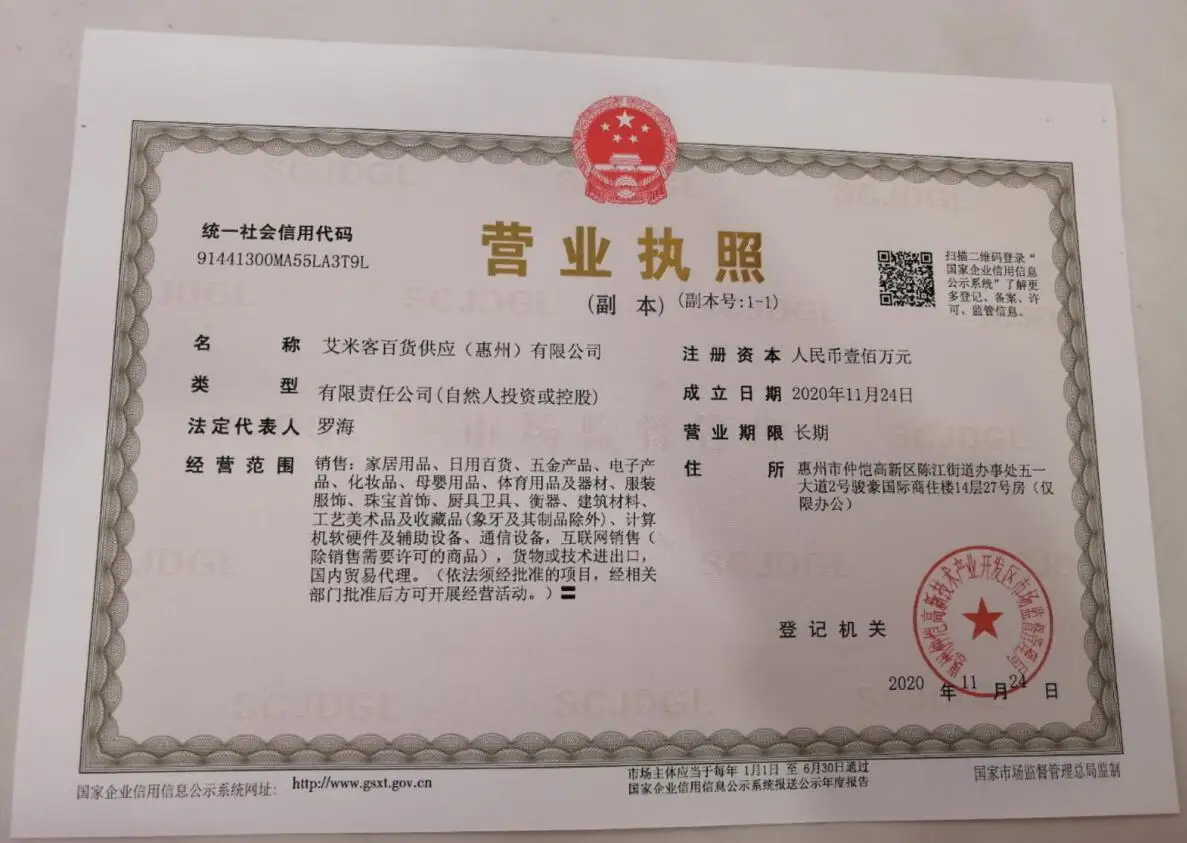 统一社会信用代码
91441300MA55LA3T9L
营业执照
(副 本) (副本号:1-1)
扫描二维码登录“
国家企业信用信息
公示系统”了解更
多登记、备案、许
可、监管信息。
名 称 艾米客百货供应（惠州）有限公司
类 型 有限责任公司(自然人投资或控股)
法定代表人 罗海
经营范围 销售：家居用品、日用百货、五金产品、电子产
品、化妆品、母婴用品、体育用品及器材、服装
服饰、珠宝首饰、厨具卫具、衡器、建筑材料、
工艺美术品及收藏品(象牙及其制品除外)、计算
机软硬件及辅助设备、通信设备，互联网销售（
除销售需要许可的商品），货物或技术进出口，
国内贸易代理。（依法须经批准的项目，经相关
部门批准后方可开展经营活动。）
注册资本 人民币壹佰万元
成立日期 2020年11月24日
营业期限 长期
住 所 惠州市仲恺高新区陈江街道办事处五一
大道2号骏豪国际商住楼14层27号房（仅
限办公）
登记机关
2020 年 11 月 24 日
国家企业信用信息公示系统网址： http://www.gsxt.gov.cn
市场主体应当于每年 1月1日 至 6月30日通过
国家企业信用信息公示系统报送公示年度报告
国家市场监督管理总局监制